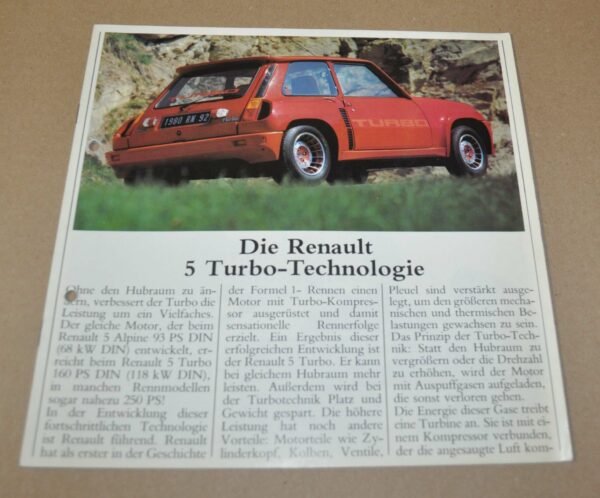 1980 RN 92
Turbo
TURBO
Die Renault
5 Turbo-Technologie
Ohne den Hubraum zu än-
dern, verbessert der Turbo die
Leistung um ein Vielfaches.
Der gleiche Motor, der beim
Renault 5 Alpine 93 PS DIN
(68 kW DIN) entwickelt, er-
reicht beim Renault 5 Turbo
160 PS DIN (118 kW DIN),
in manchen Rennmodellen
sogar nahezu 250 PS!
In der Entwicklung dieser
fortschrittlichen Technologie
ist Renault führend. Renault
hat als erster in der Geschichte
der Formel 1- Rennen einen
Motor mit Turbo-Kompres-
sor ausgerüstet und damit
sensationelle Rennerfolge
erzielt. Ein Ergebnis dieser
erfolgreichen Entwicklung ist
der Renault 5 Turbo. Er kann
bei gleichem Hubraum mehr
leisten. Außerdem wird bei
der Turbotechnik Platz und
Gewicht gespart. Die höhere
Leistung hat noch andere
Vorteile: Motorteile wie Zy-
linderkopf, Kolben, Ventile,
Pleuel sind verstärkt ausge-
legt, um den größeren mecha-
nischen und thermischen Be-
lastungen gewachsen zu sein.
Das Prinzip der Turbo-Tech-
nik: Statt den Hubraum zu
vergrößern oder die Drehzahl
zu erhöhen, wird der Motor
mit Auspuffgasen aufgeladen,
die sonst verloren gehen.
Die Energie dieser Gase treibt
eine Turbine an. Sie ist mit ei-
nem Kompressor verbunden,
der die angesaugte Luft kom-